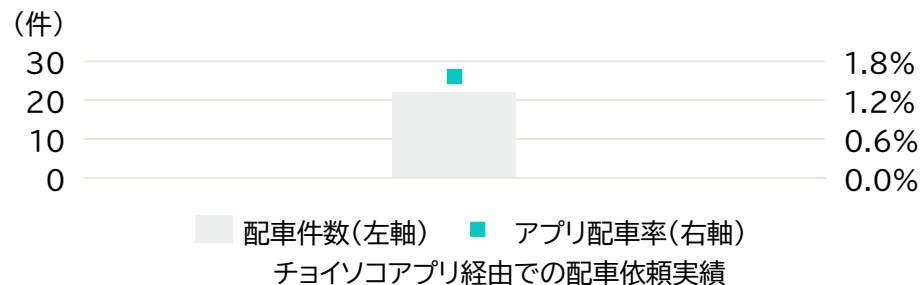 (件)
30 1.8%
20 1.2%
10 0.6%
0 0.0%
配車件数(左軸) アプリ配車率(右軸)
チョイソコアプリ経由での配車依頼実績